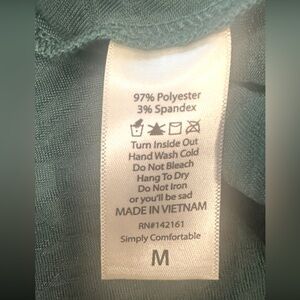 97% Polyester
3% Spandex
Turn Inside Out
Hand Wash Cold
Do Not Bleach
Hang To Dry
Do Not Iron
or you'll be sad
MADE IN VIETNAM
RN#142161
Simply Comfortable
M